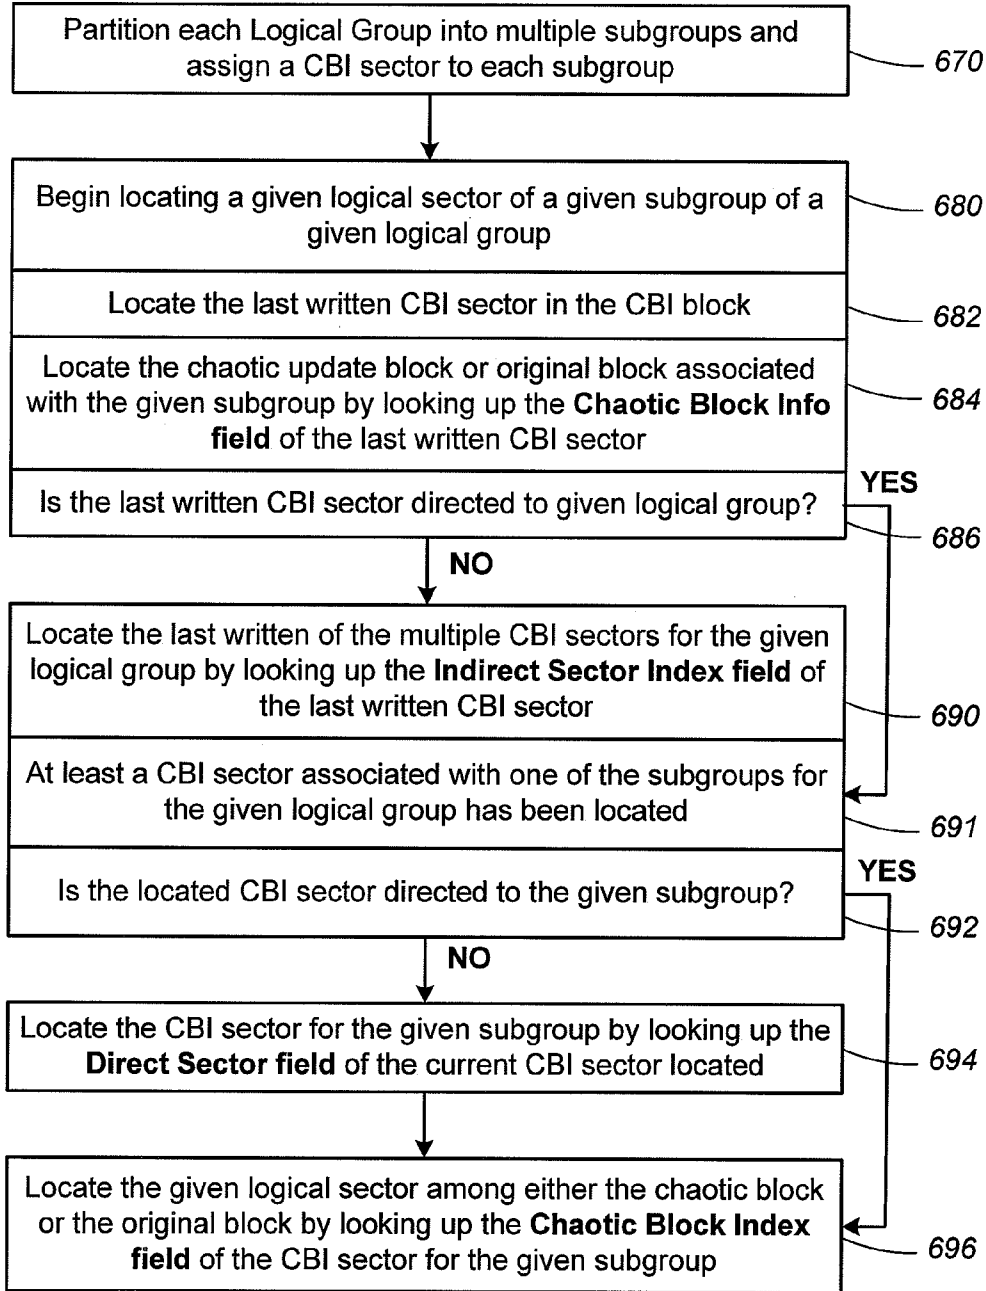 Partition each Logical Group into multiple subgroups and
assign a CBI sector to each subgroup
670
Begin locating a given logical sector of a given subgroup of a
given logical group
680
Locate the last written CBI sector in the CBI block
682
Locate the chaotic update block or original block associated
with the given subgroup by looking up the Chaotic Block Info
field of the last written CBI sector
684
Is the last written CBI sector directed to given logical group?
YES
686
NO
Locate the last written of the multiple CBI sectors for the given
logical group by looking up the Indirect Sector Index field of
the last written CBI sector
690
At least a CBI sector associated with one of the subgroups for
the given logical group has been located
691
Is the located CBI sector directed to the given subgroup?
YES
692
NO
Locate the CBI sector for the given subgroup by looking up the
Direct Sector field of the current CBI sector located
694
Locate the given logical sector among either the chaotic block
or the original block by looking up the Chaotic Block Index
field of the CBI sector for the given subgroup
696